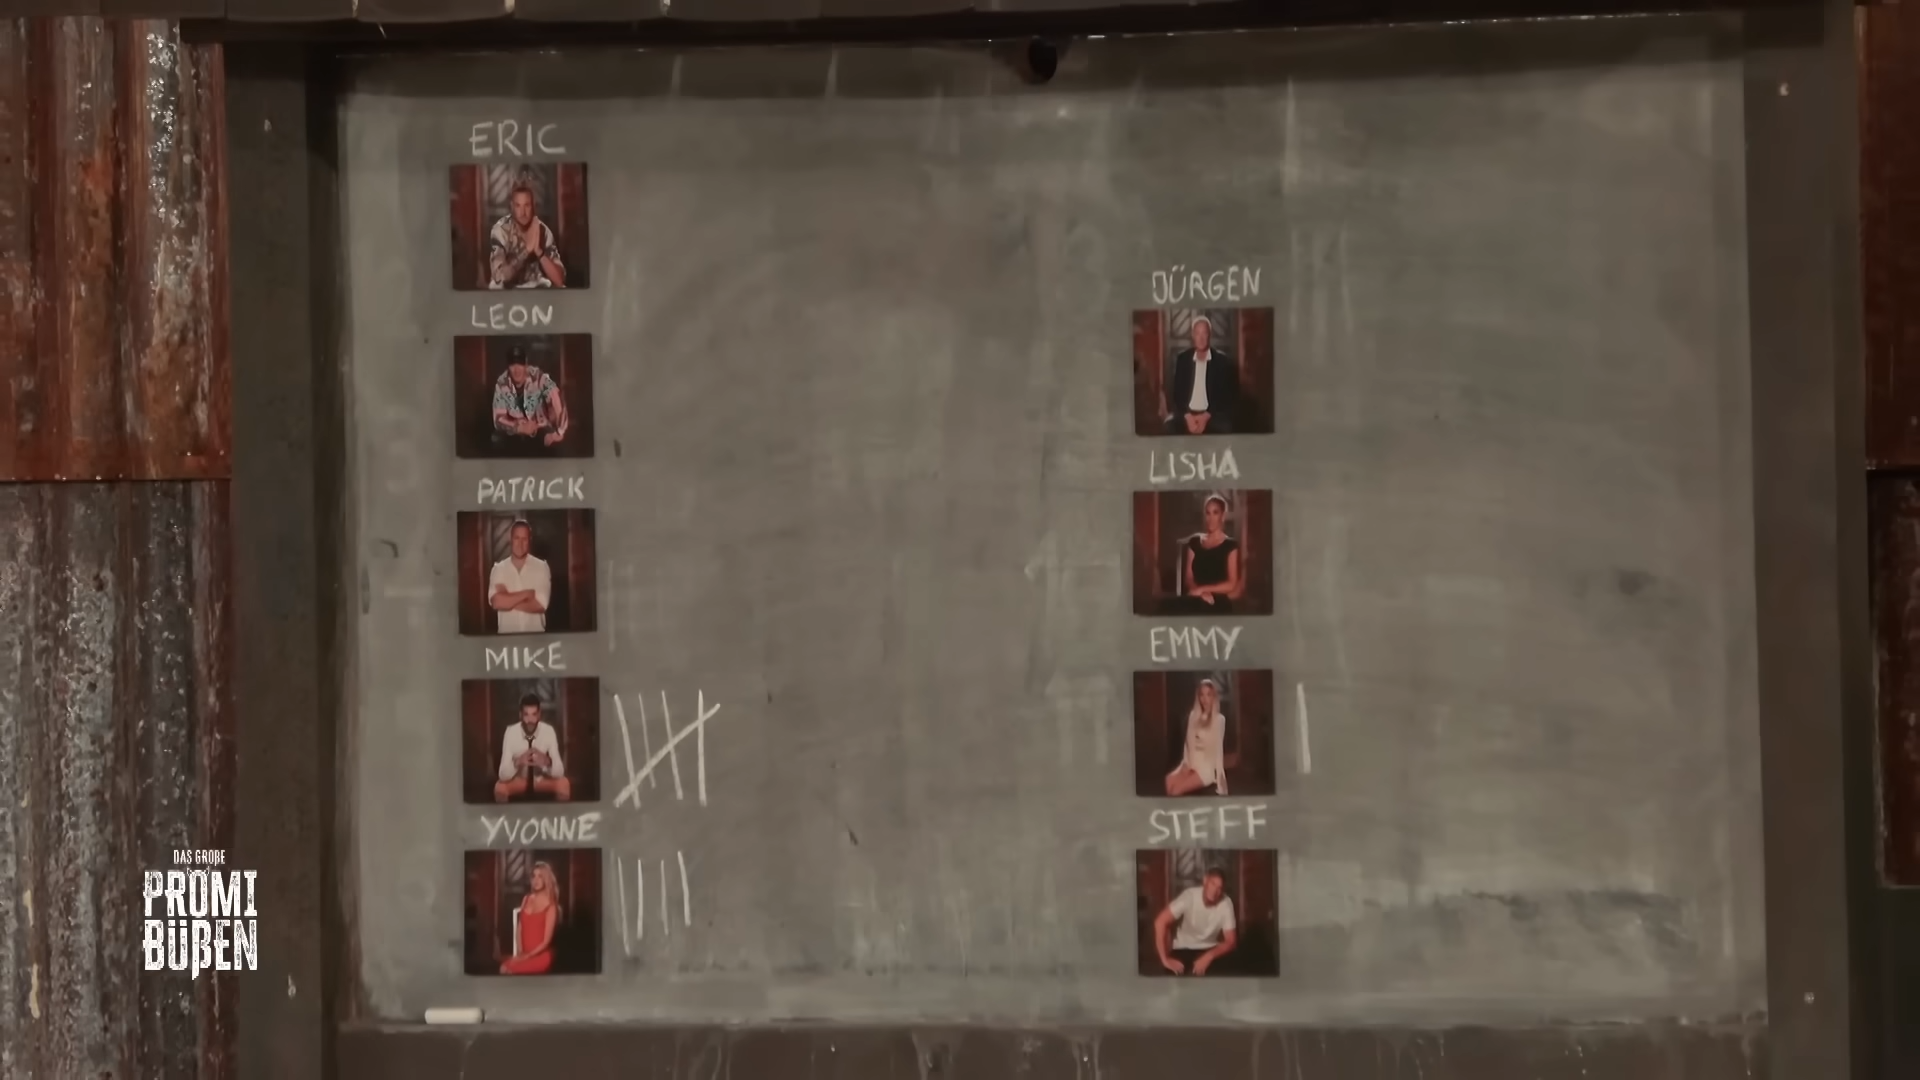 ERIC
LEON
PATRICK
MIKE
YVONNE
JÜRGEN
LISHA
EMMY
STEFF
DAS GROẞE
PROMI
BÜßEN